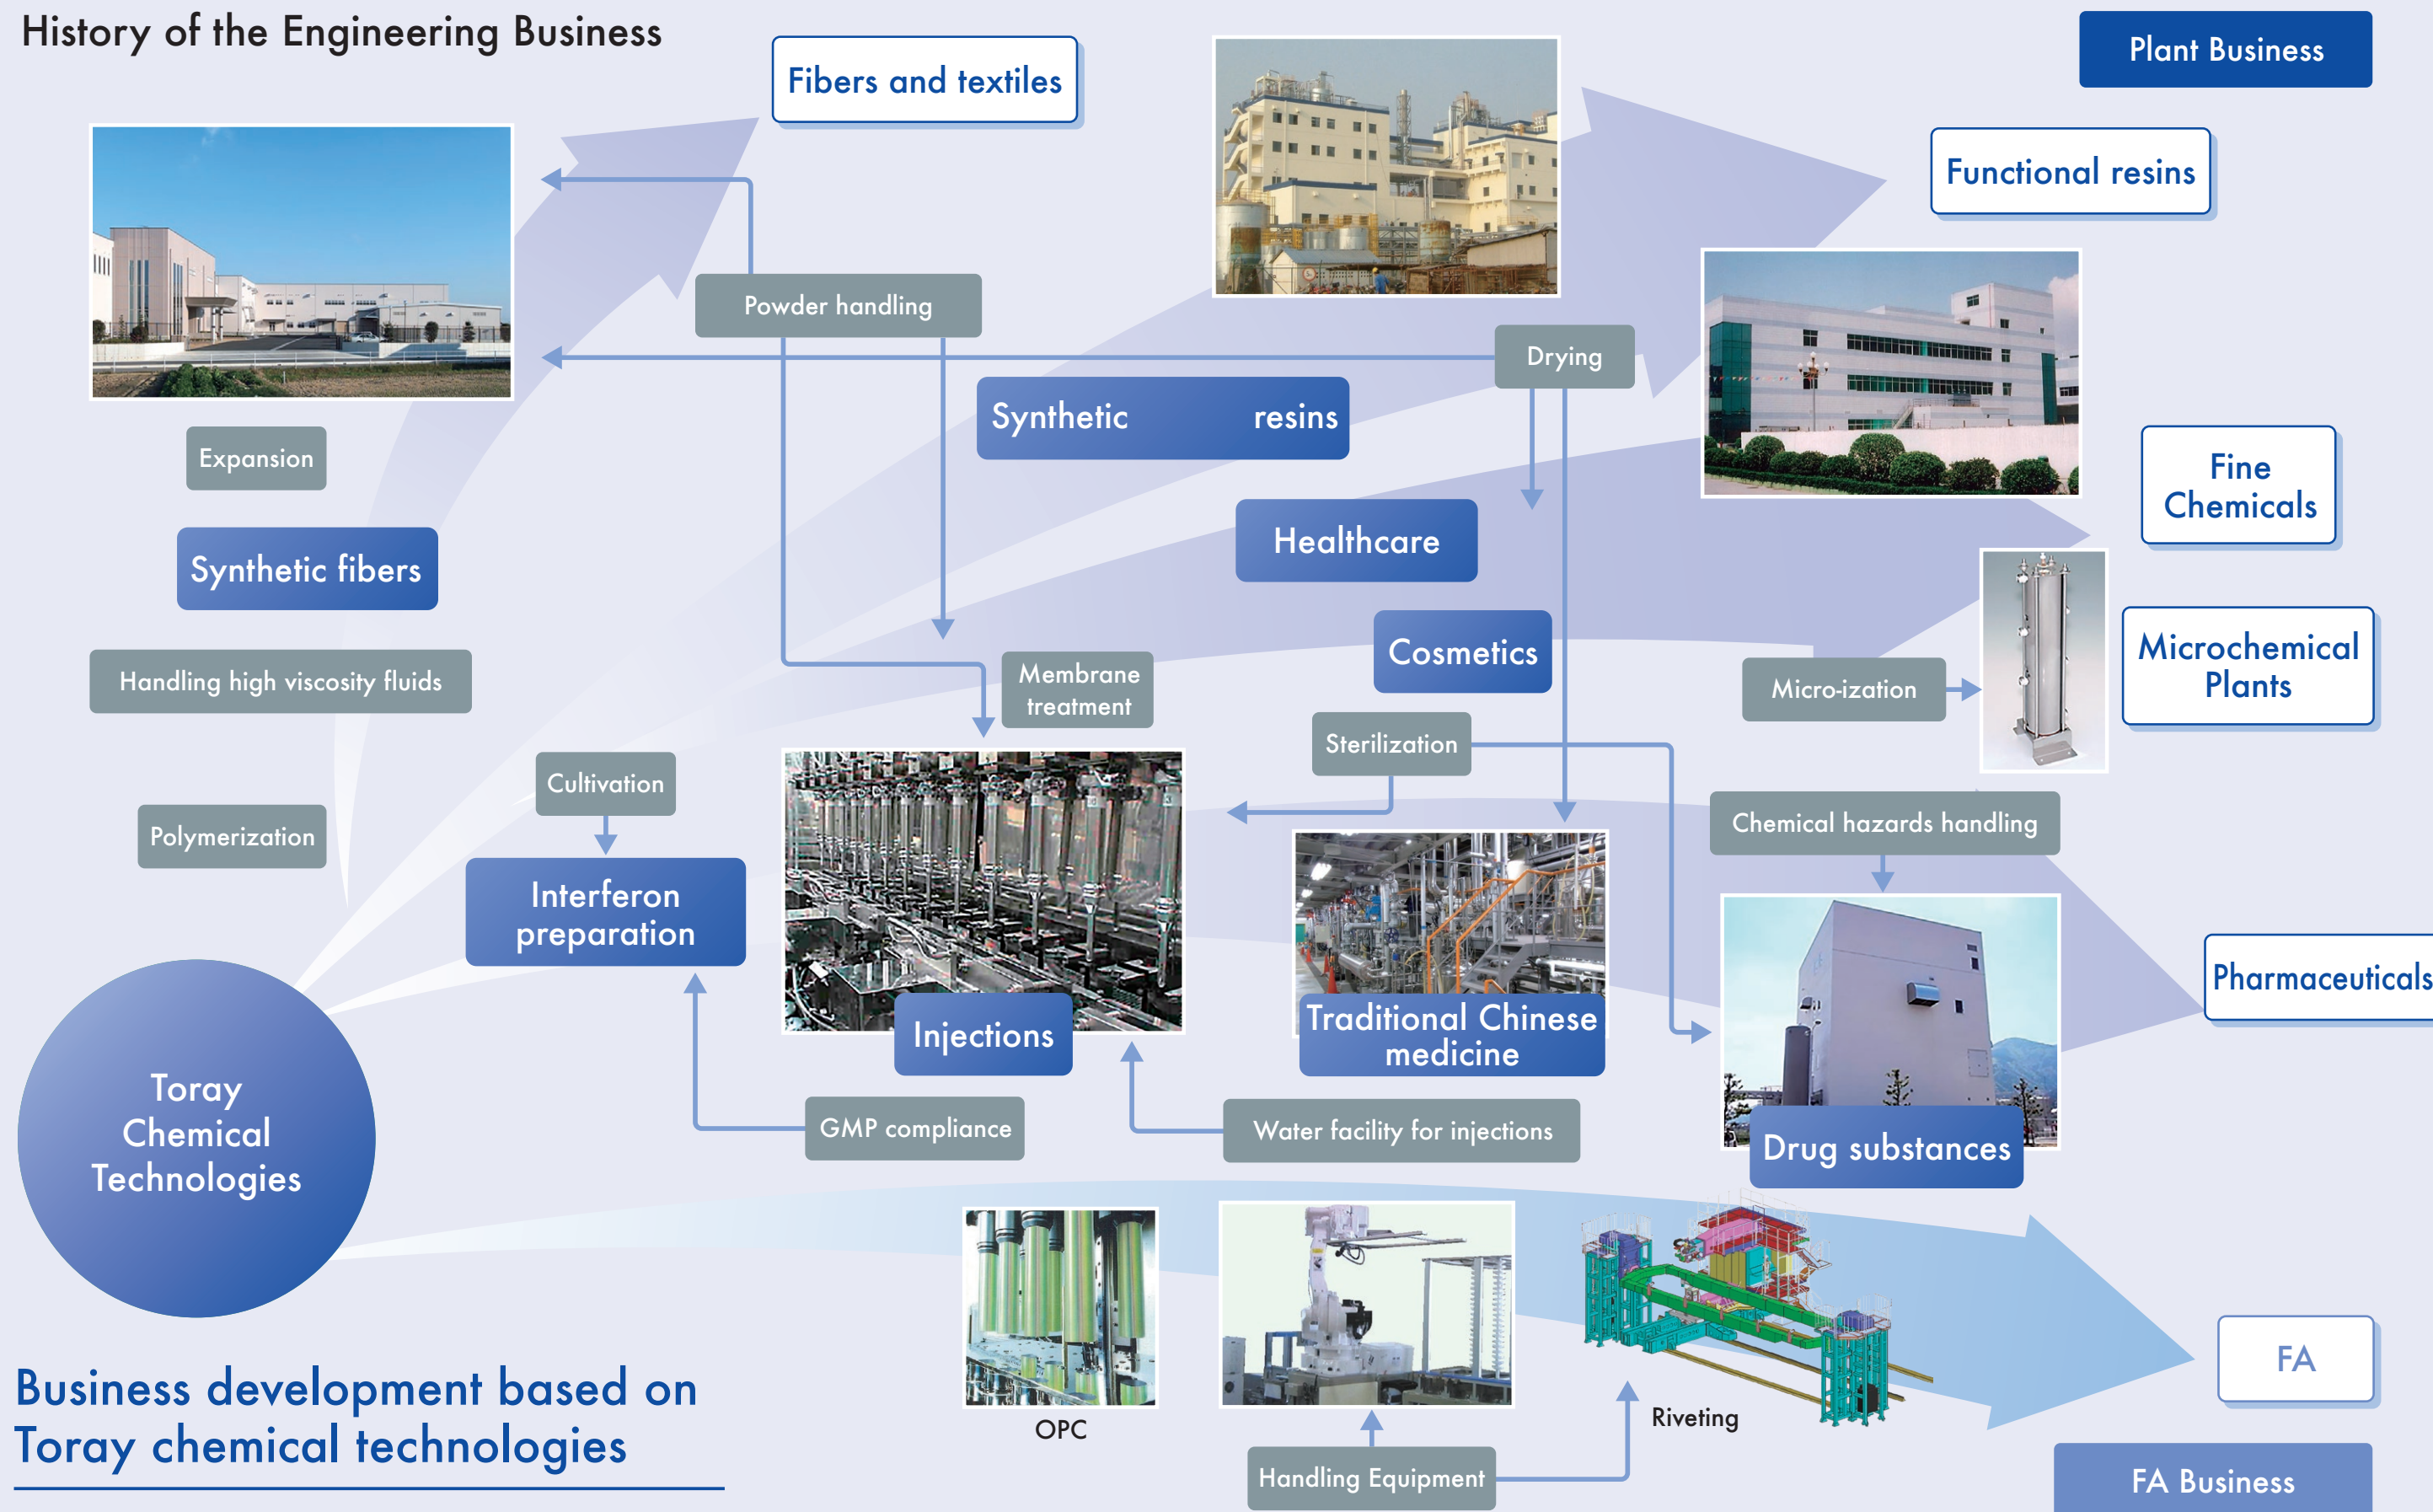 History of the Engineering Business
Plant Business
Fibers and textiles
Functional resins
Powder handling
Drying
Synthetic resins
Expansion
Fine
Chemicals
Healthcare
Synthetic fibers
Cosmetics
Microchemical
Plants
Handling high viscosity fluids
Membrane
treatment
Micro-ization
Sterilization
Cultivation
Chemical hazards handling
Polymerization
Interferon
preparation
Pharmaceuticals
Injections
Traditional Chinese
medicine
Toray
Chemical
Technologies
GMP compliance
Water facility for injections
Drug substances
FA
Business development based on
Toray chemical technologies
OPC
Riveting
Handling Equipment
FA Business